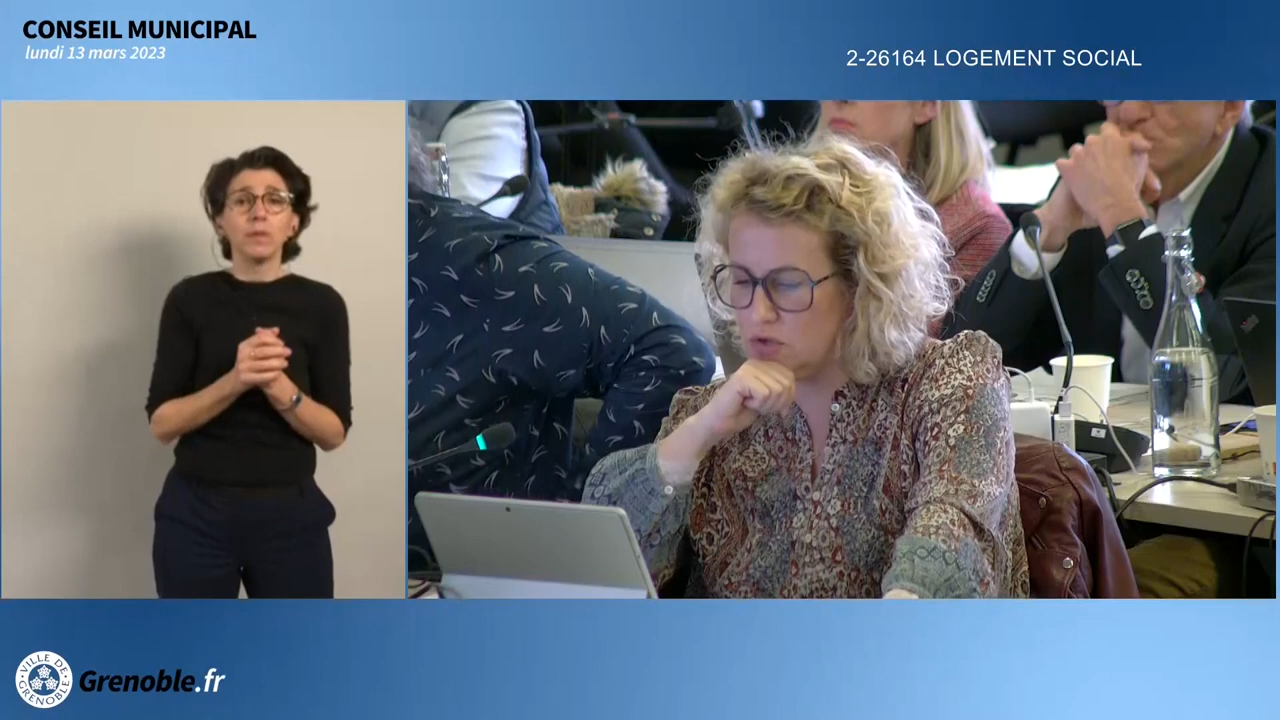 CONSEIL MUNICIPAL
lundi 13 mars 2023
2-26164 LOGEMENT SOCIAL
VILLE DE GRENOBLE
Grenoble.fr